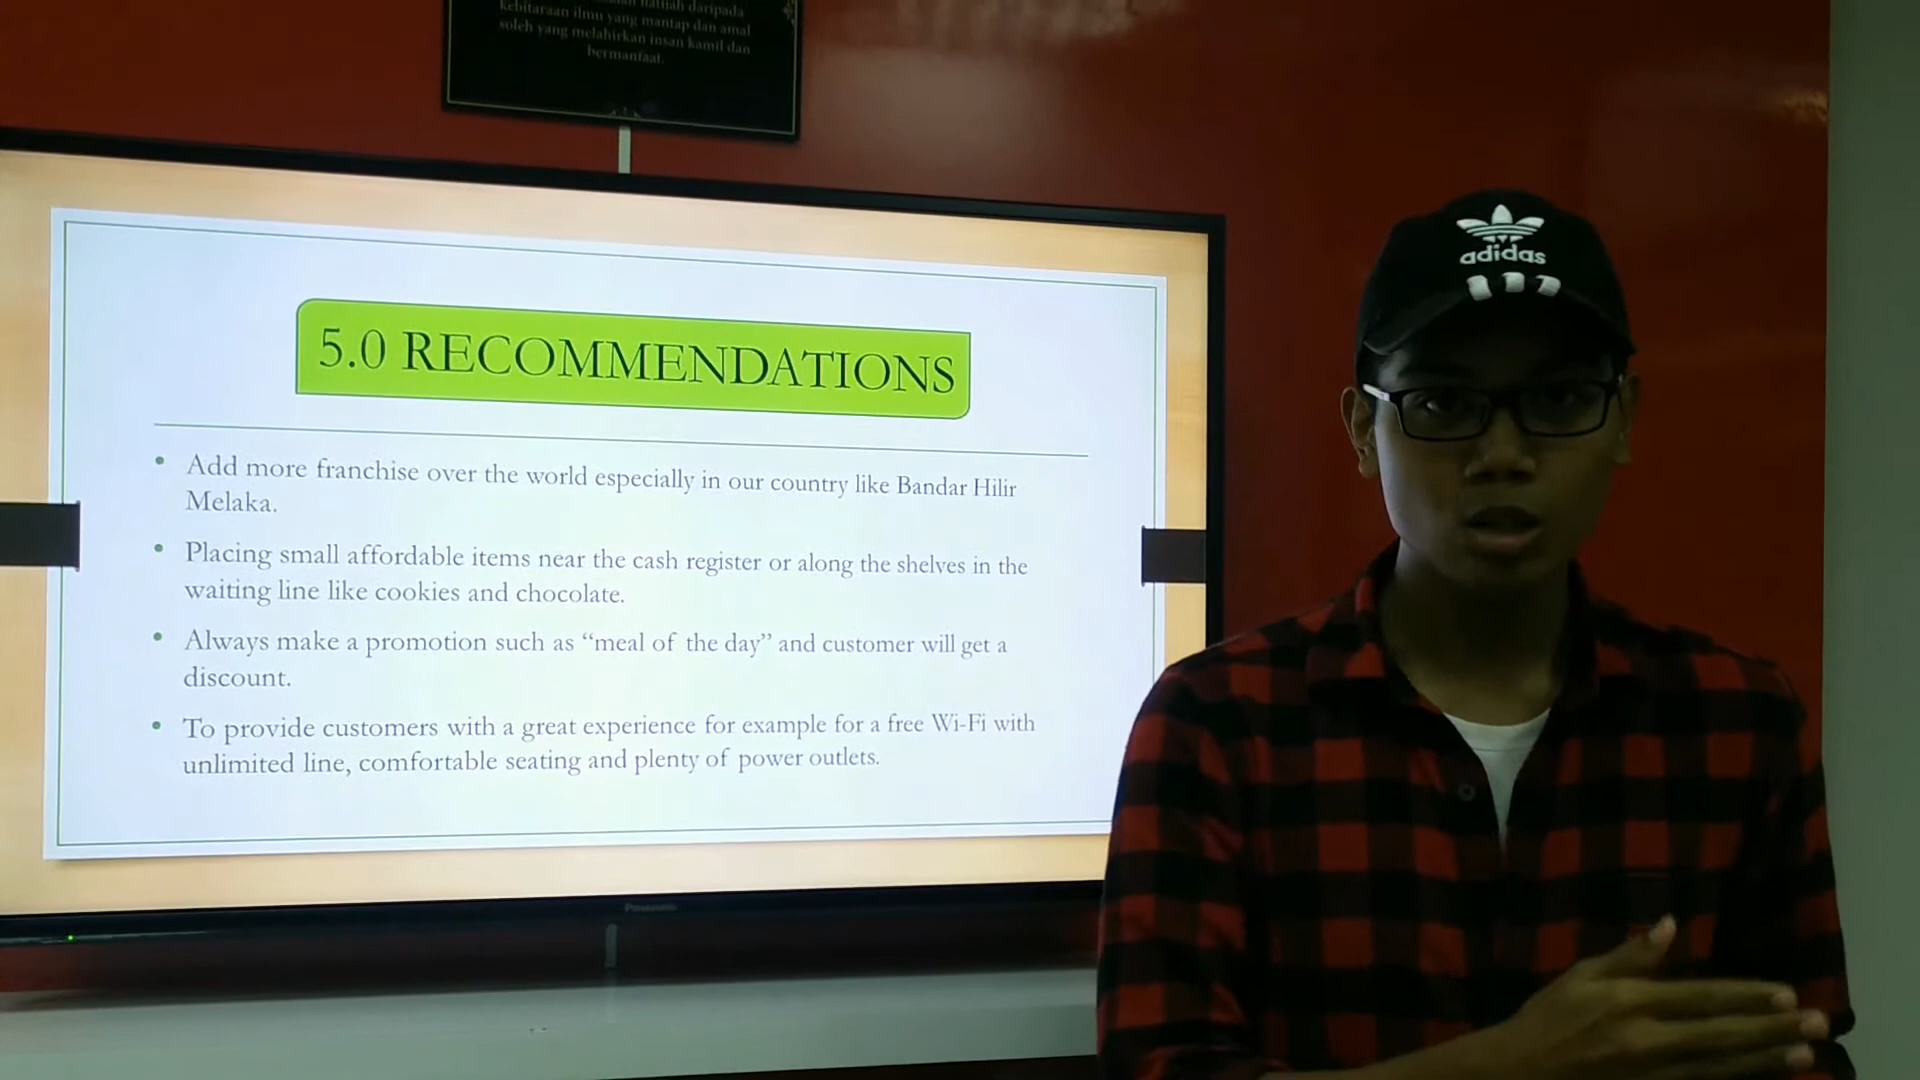 daripada
kebitaraan ilmu yang mantap dan amal
soleh yang melahirkan insan kamil dan
bermanfaat.
5.0 RECOMMENDATIONS
• Add more franchise over the world especially in our country like Bandar Hilir
Melaka.
• Placing small affordable items near the cash register or along the shelves in the
waiting line like cookies and chocolate.
• Always make a promotion such as “meal of the day” and customer will get a
discount.
• To provide customers with a great experience for example for a free Wi-Fi with
unlimited line, comfortable seating and plenty of power outlets.
Panasonic
adidas